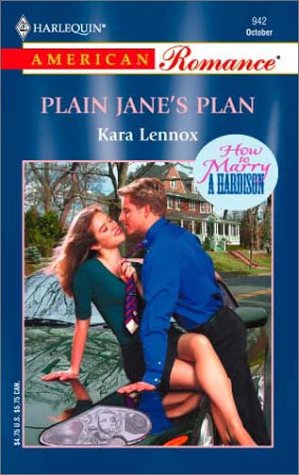 HARLEQUIN®
942
October
AMERICAN Romance®
PLAIN JANE'S PLAN
Kara Lennox
How
to
Marry
A HARDISON
$4.75 U.S. $5.75 CAN.